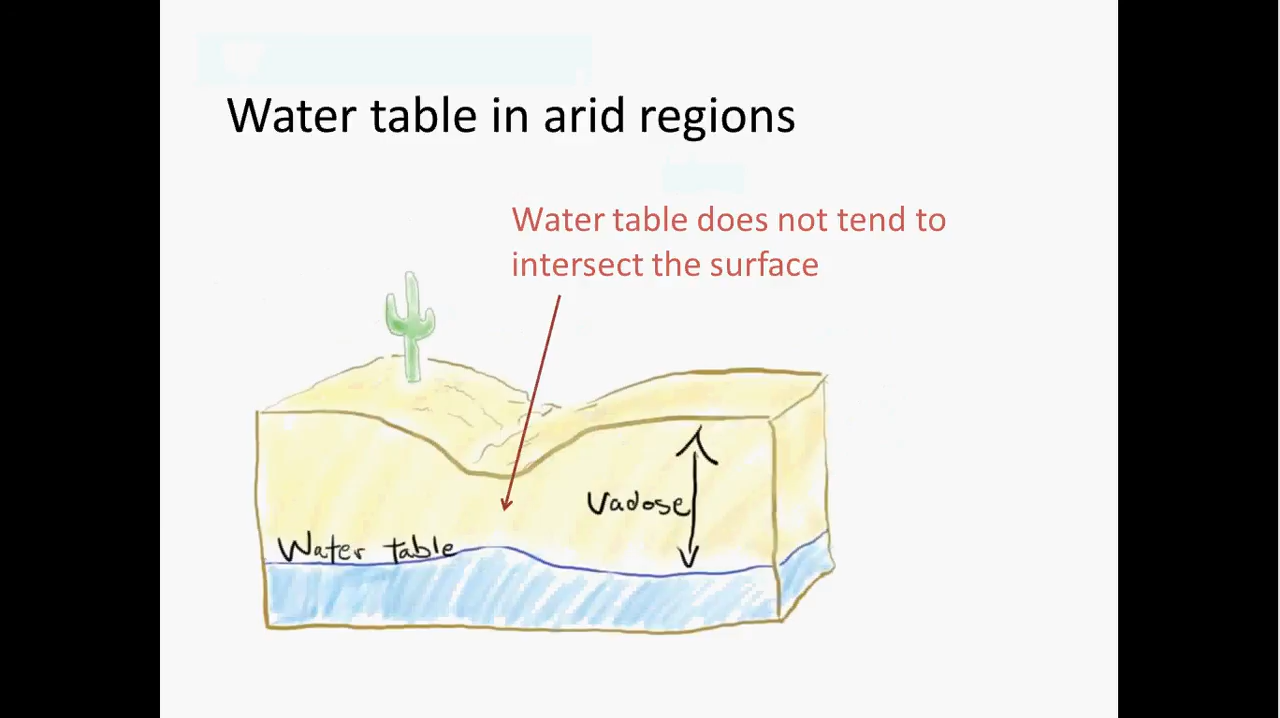 Water table in arid regions
Water table does not tend to
intersect the surface
Vadose
Water table